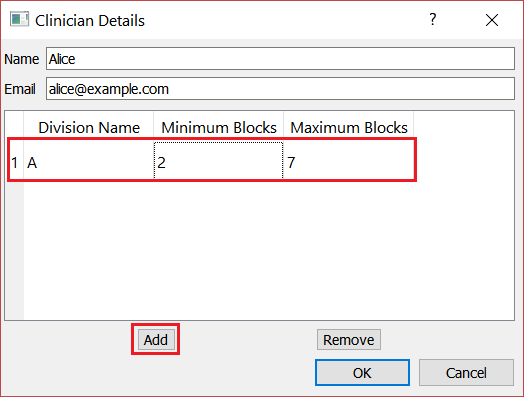 Clinician Details
?
Name Alice
Email alice@example.com
Division Name Minimum Blocks Maximum Blocks
1 A 2 7
Add Remove
OK Cancel